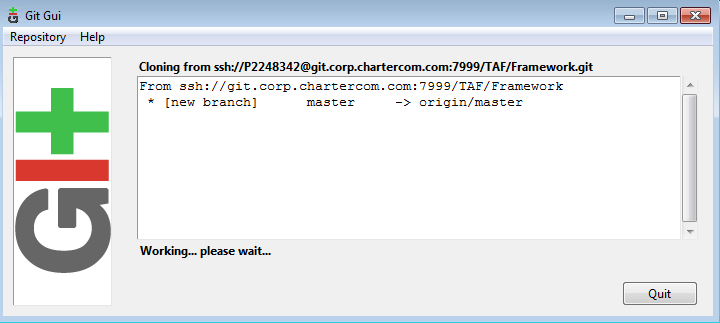 Git Gui
Repository Help
Cloning from ssh://P2248342@git.corp.chartercom.com:7999/TAF/Framework.git
From ssh://git.corp.chartercom.com:7999/TAF/Framework
* [new branch] master -> origin/master
GIt
Working... please wait...
Quit